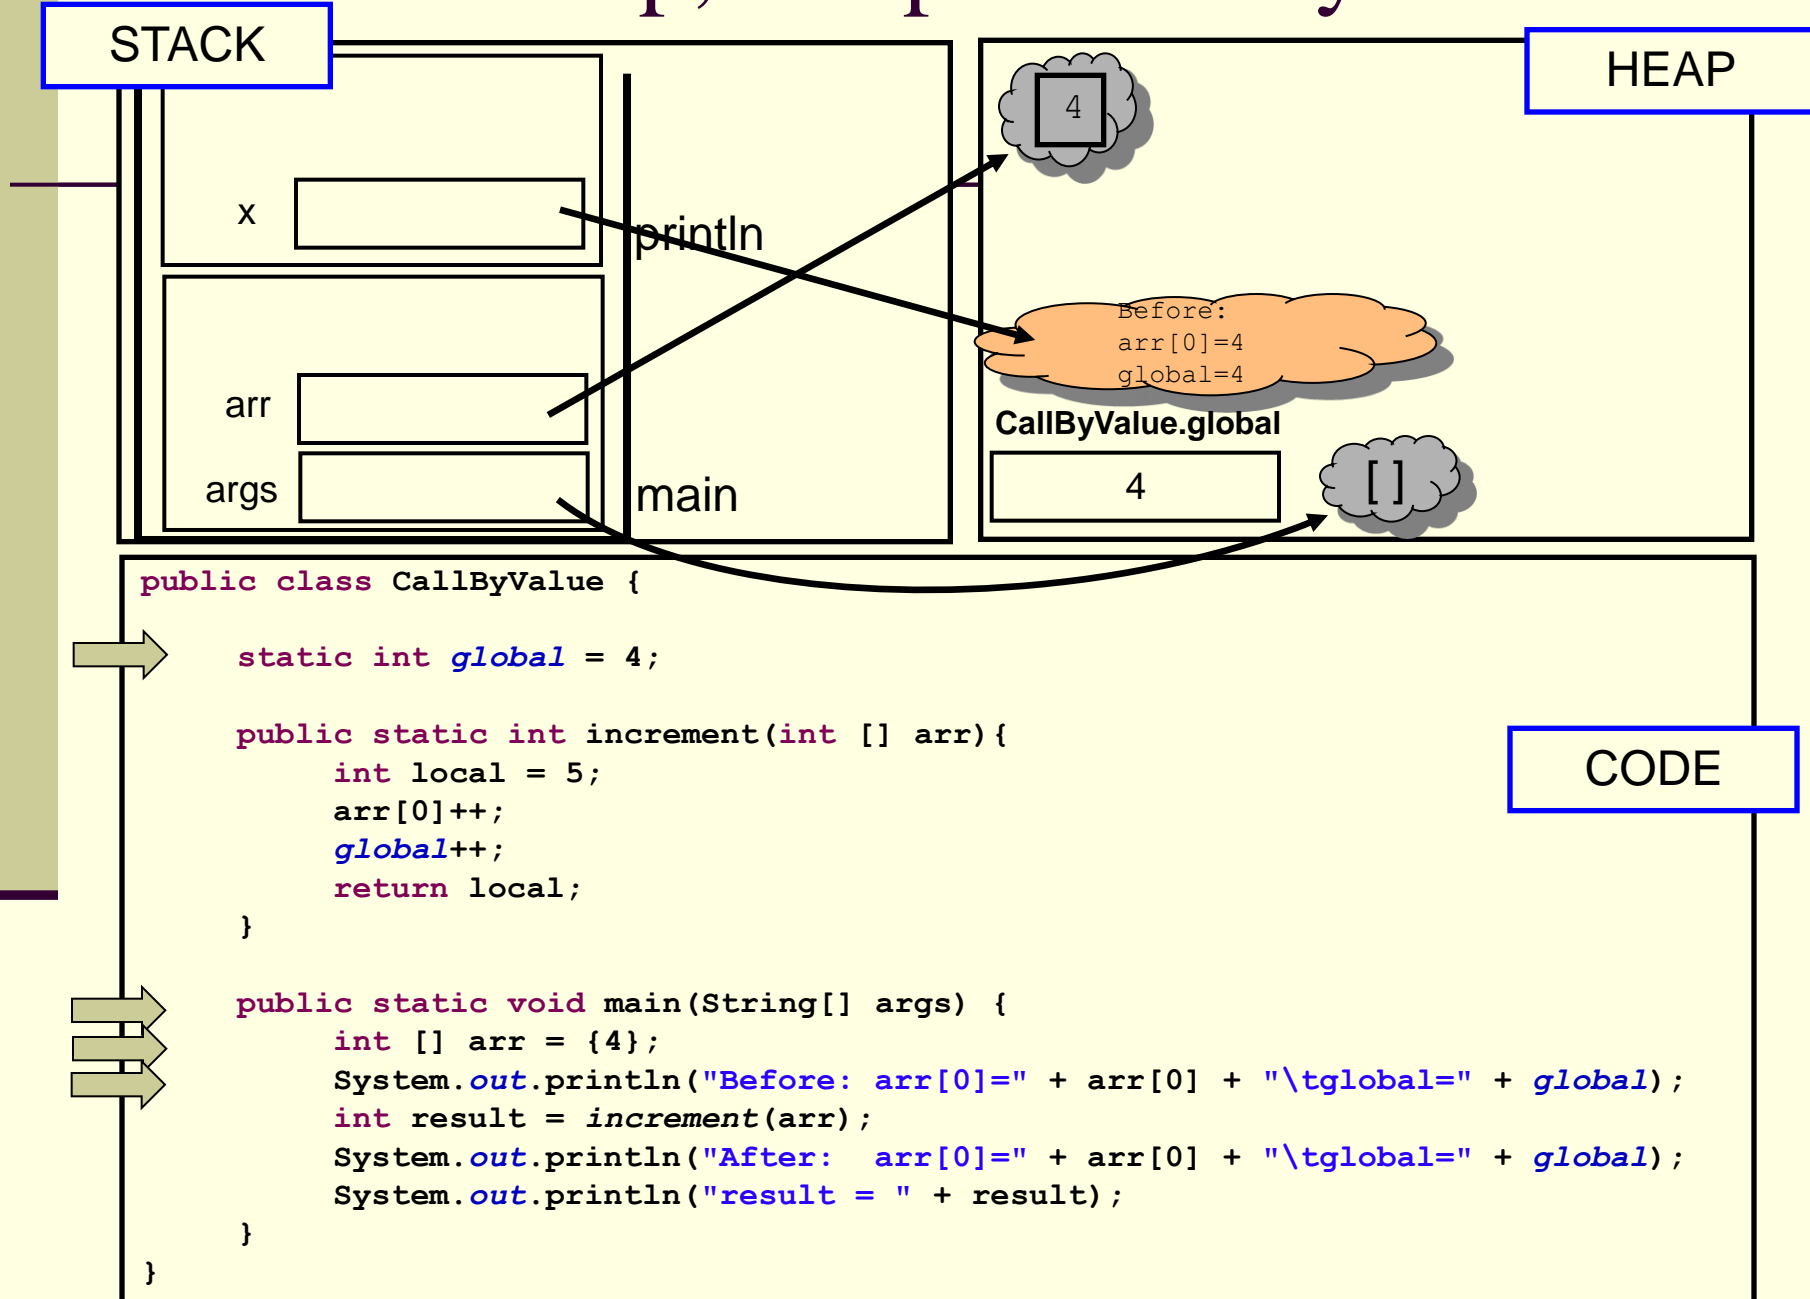 STACK
HEAP
4
x
println
Before:
arr[0]=4
global=4
arr
CallByValue.global
args
main
4
[]
public class CallByValue {
static int global = 4;
public static int increment(int [] arr){
int local = 5;
arr[0]++;
global++;
return local;
}
CODE
public static void main(String[] args) {
int [] arr = {4};
System.out.println("Before: arr[0]=" + arr[0] + "\tglobal=" + global);
int result = increment(arr);
System.out.println("After:  arr[0]=" + arr[0] + "\tglobal=" + global);
System.out.println("result = " + result);
}
}